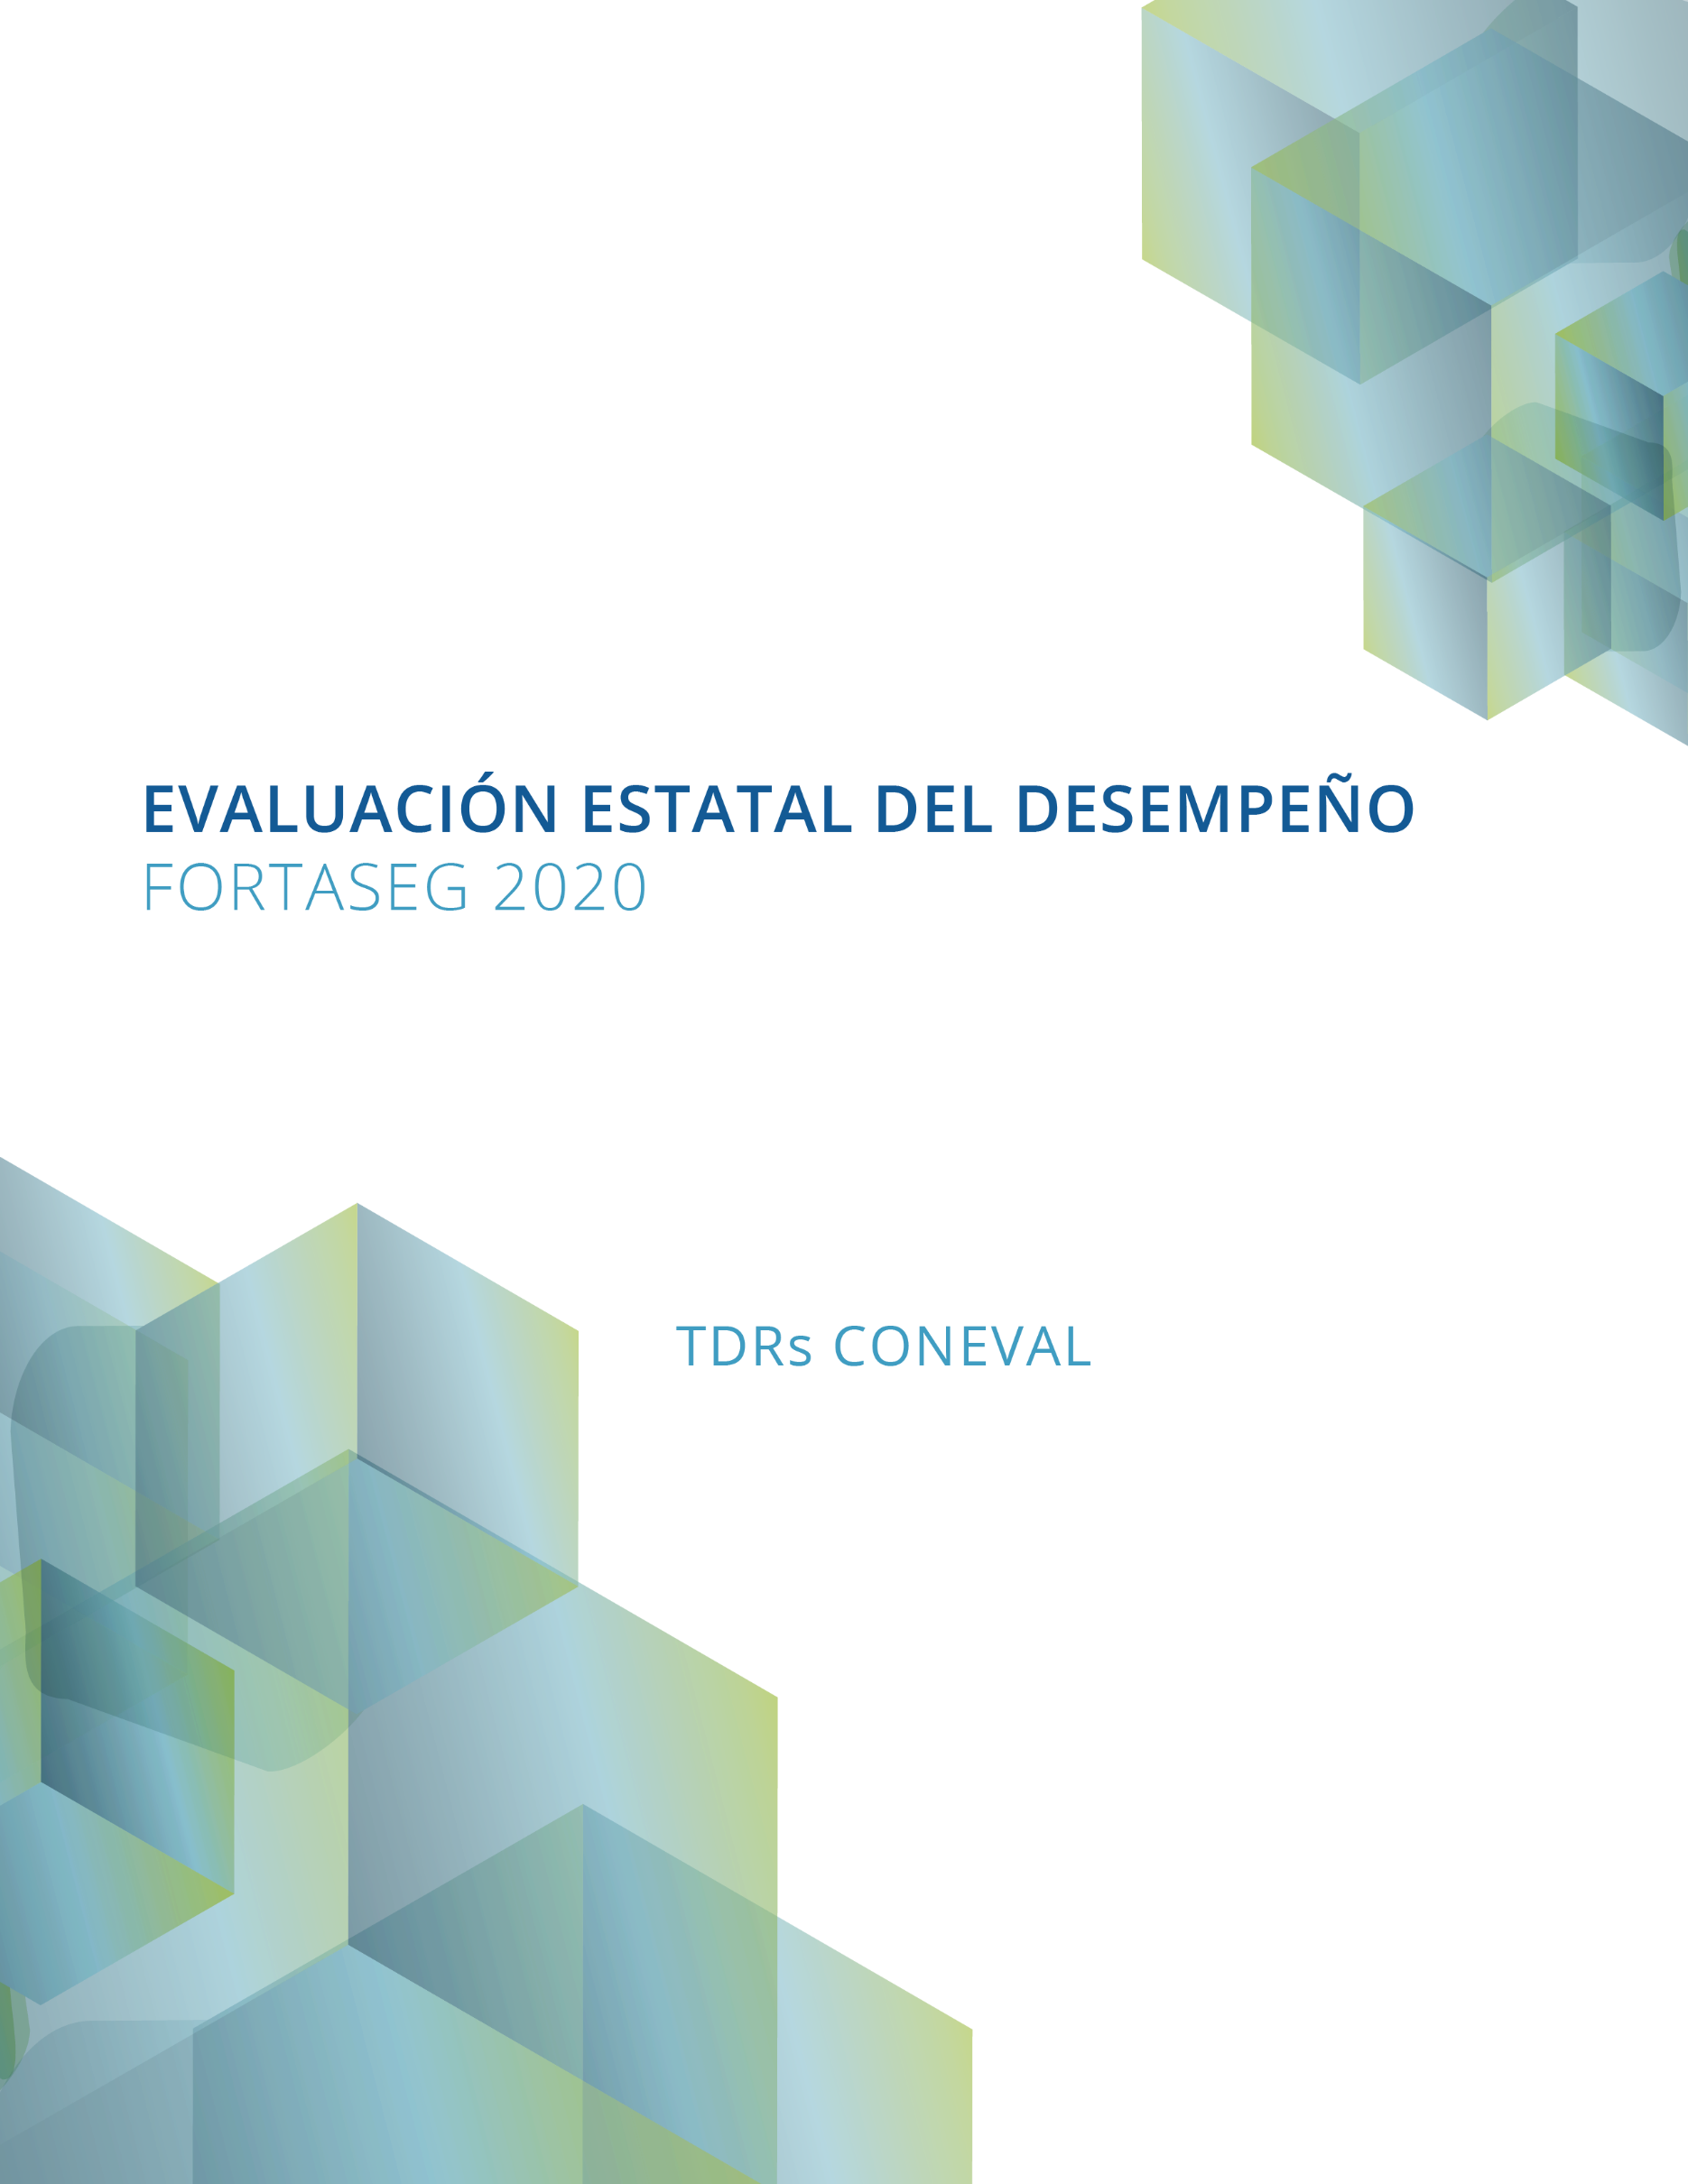 EVALUACIÓN ESTATAL DEL DESEMPEÑO
FORTASEG 2020
TDRs CONEVAL